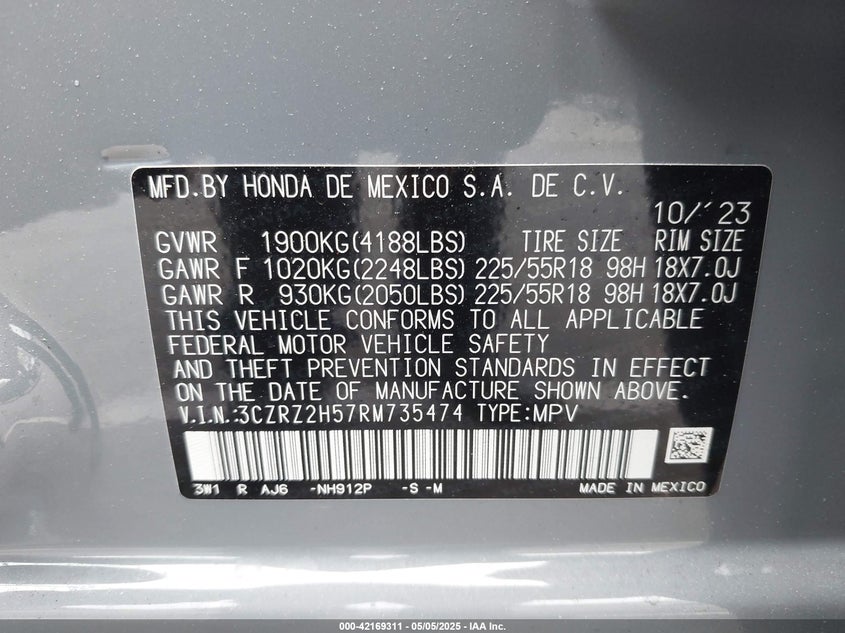 MFD.BY HONDA DE MEXICO S.A. DE C.V.
10/´23
GVWR 1900KG(4188LBS) TIRE SIZE RIM SIZE
GAWR F 1020KG(2248LBS) 225/55R18 98H 18X7.0J
GAWR R 930KG(2050LBS) 225/55R18 98H 18X7.0J
THIS VEHICLE CONFORMS TO ALL APPLICABLE
FEDERAL MOTOR VEHICLE SAFETY
AND THEFT PREVENTION STANDARDS IN EFFECT
ON THE DATE OF MANUFACTURE SHOWN ABOVE.
V.I.N.:3CZRZ2H57RM735474 TYPE:MPV
3W1 R AJ6 -NH912P -S -M MADE IN MEXICO
000-42169311 - 05/05/2025 - IAA Inc.